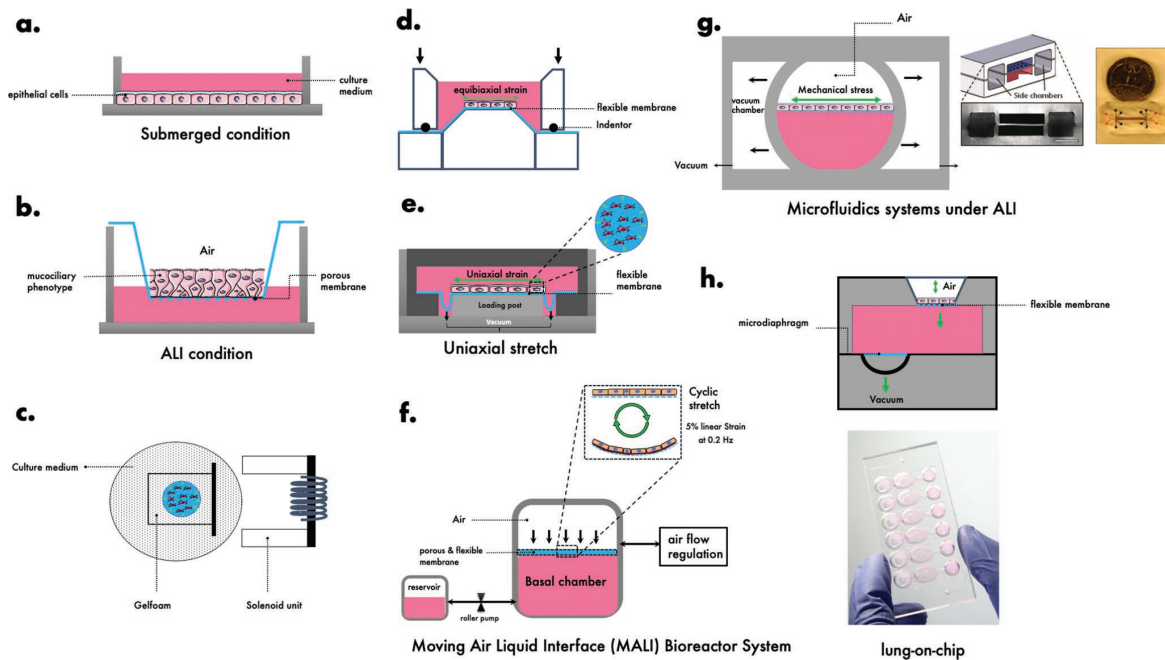 a.
culture
medium
epithelial cells
Submerged condition
b.
Air
mucociliary
phenotype
porous
membrane
ALI condition
c.
Culture medium
Gelfoam
Solenoid unit
d.
equibiaxial strain
flexible membrane
Indentor
e.
Uniaxial strain
flexible
membrane
Loading post
Vacuum
Uniaxial stretch
f.
Cyclic
stretch
5% linear Strain
at 0.2 Hz
Air
porous & flexible
membrane
air flow
regulation
Basal chamber
reservoir
roller pump
Moving Air Liquid Interface (MALI) Bioreactor System
g.
Air
Mechanical stress
vacuum
chamber
Vacuum
Side chambers
Microfluidics systems under ALI
h.
Air
flexible membrane
microdiaphragm
Vacuum
lung-on-chip